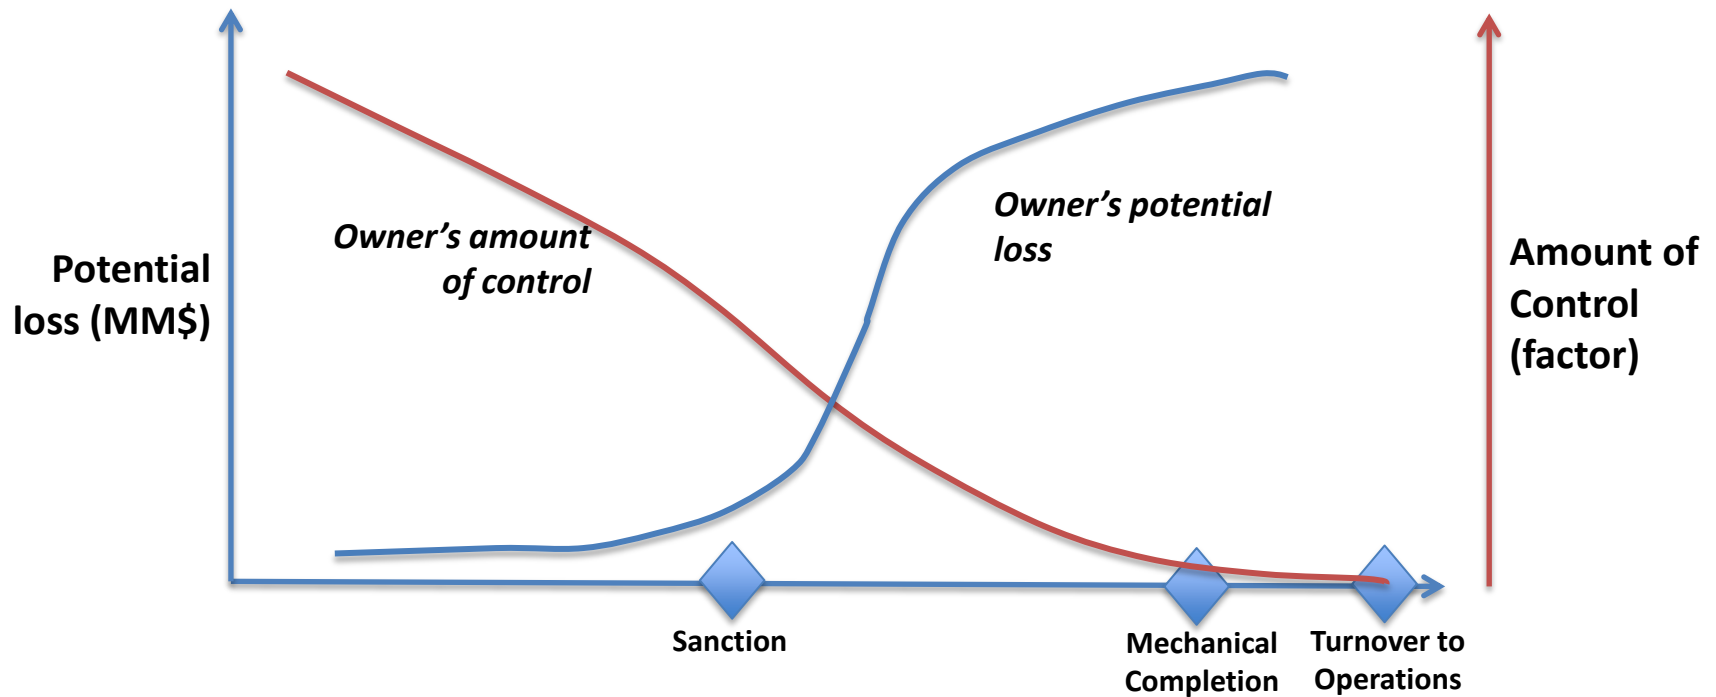 Potential
loss (MM$)
Owner’s amount
of control
Owner’s potential
loss
Amount of
Control
(factor)
Sanction
Mechanical
Completion
Turnover to
Operations